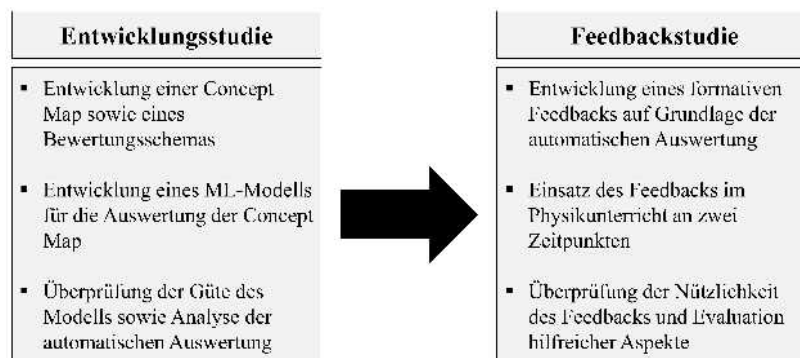 Entwicklungsstudie
▪ Entwicklung einer Concept
Map sowie eines
Bewertungsschemas
▪ Entwicklung eines ML-Modells
für die Auswertung der Concept
Map
▪ Überprüfung der Güte des
Modells sowie Analyse der
automatischen Auswertung
Feedbackstudie
▪ Entwicklung eines formativen
Feedbacks auf Grundlage der
automatischen Auswertung
▪ Einsatz des Feedbacks im
Physikunterricht an zwei
Zeitpunkten
▪ Überprüfung der Nützlichkeit
des Feedbacks und Evaluation
hilfreicher Aspekte